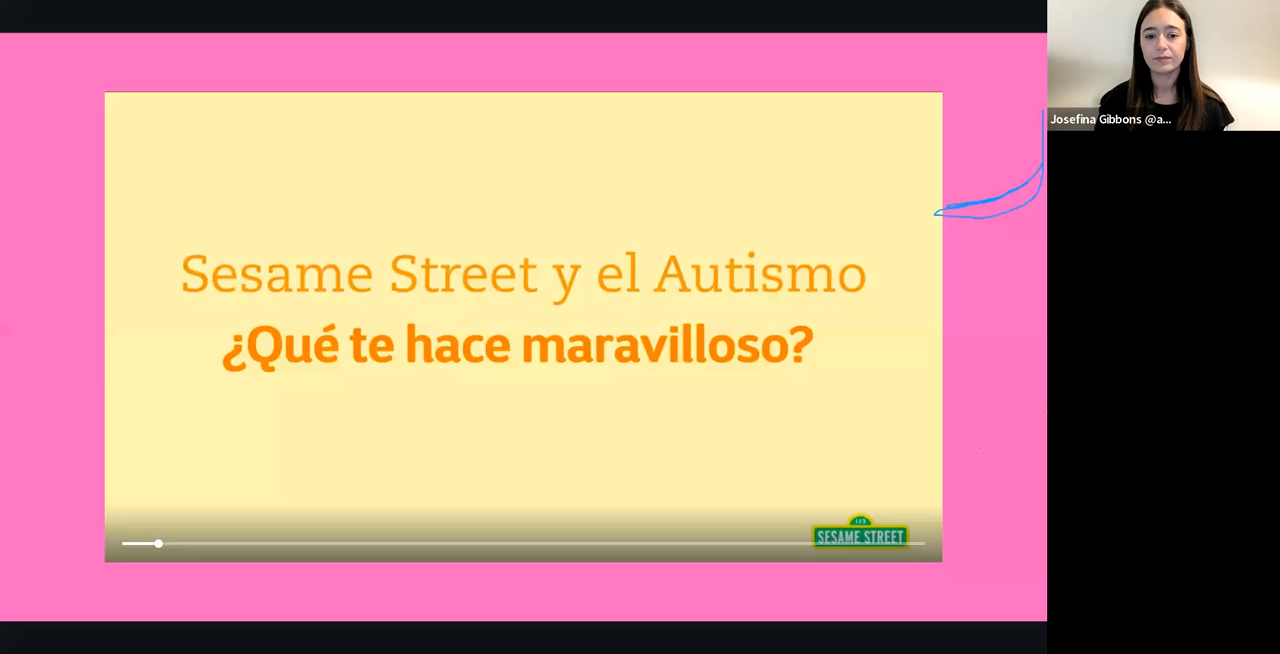 Sesame Street y el Autismo
¿Qué te hace maravilloso?
123
SESAME STREET
Josefina Gibbons @a...